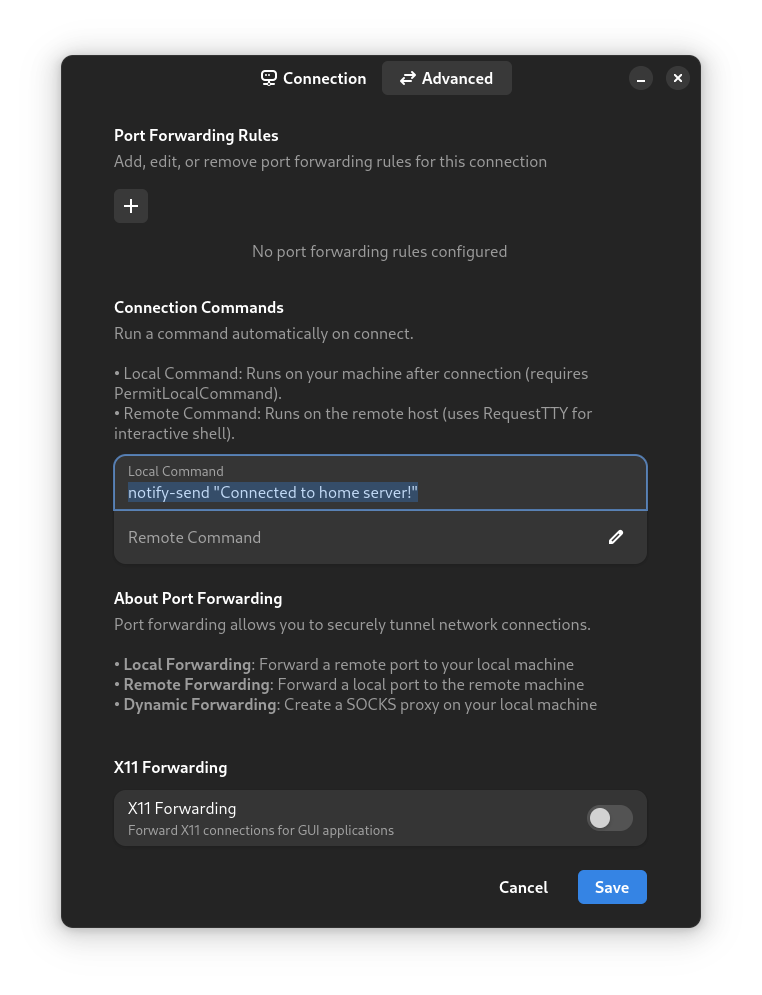 Connection
Advanced
Port Forwarding Rules
Add, edit, or remove port forwarding rules for this connection
No port forwarding rules configured
Connection Commands
Run a command automatically on connect.
• Local Command: Runs on your machine after connection (requires
PermitLocalCommand).
• Remote Command: Runs on the remote host (uses RequestTTY for
interactive shell).
Local Command
notify-send "Connected to home server!"
Remote Command
About Port Forwarding
Port forwarding allows you to securely tunnel network connections.
• Local Forwarding: Forward a remote port to your local machine
• Remote Forwarding: Forward a local port to the remote machine
• Dynamic Forwarding: Create a SOCKS proxy on your local machine
X11 Forwarding
X11 Forwarding
Forward X11 connections for GUI applications
Cancel
Save